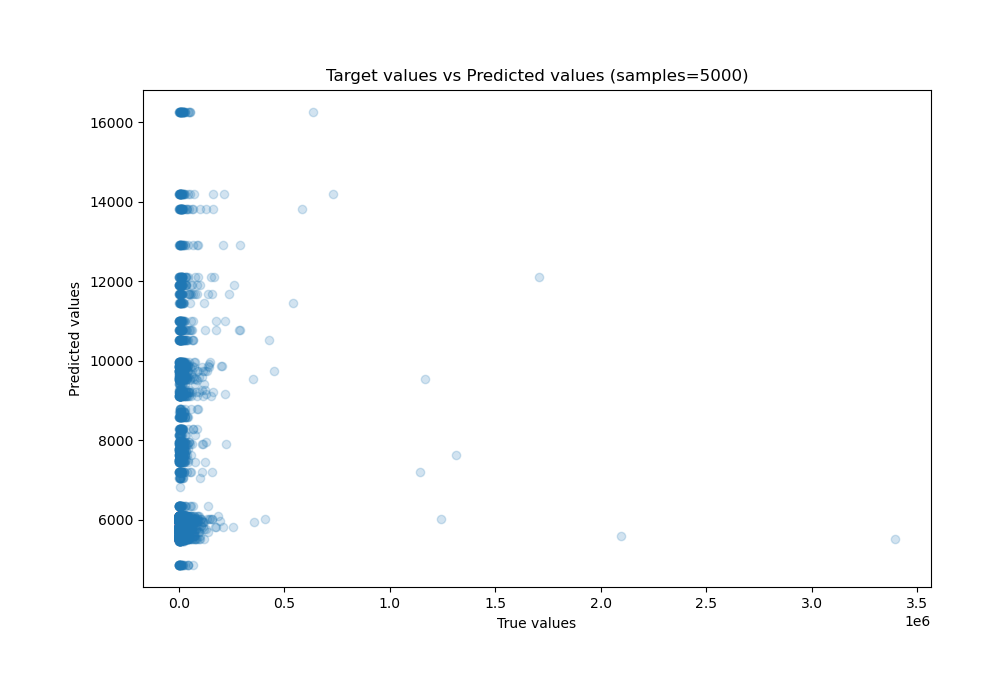 Target values vs Predicted values (samples=5000)
16000
14000
12000
10000
8000
6000
Predicted values
0.0 0.5 1.0 1.5 2.0 2.5 3.0 3.5
1e6
True values